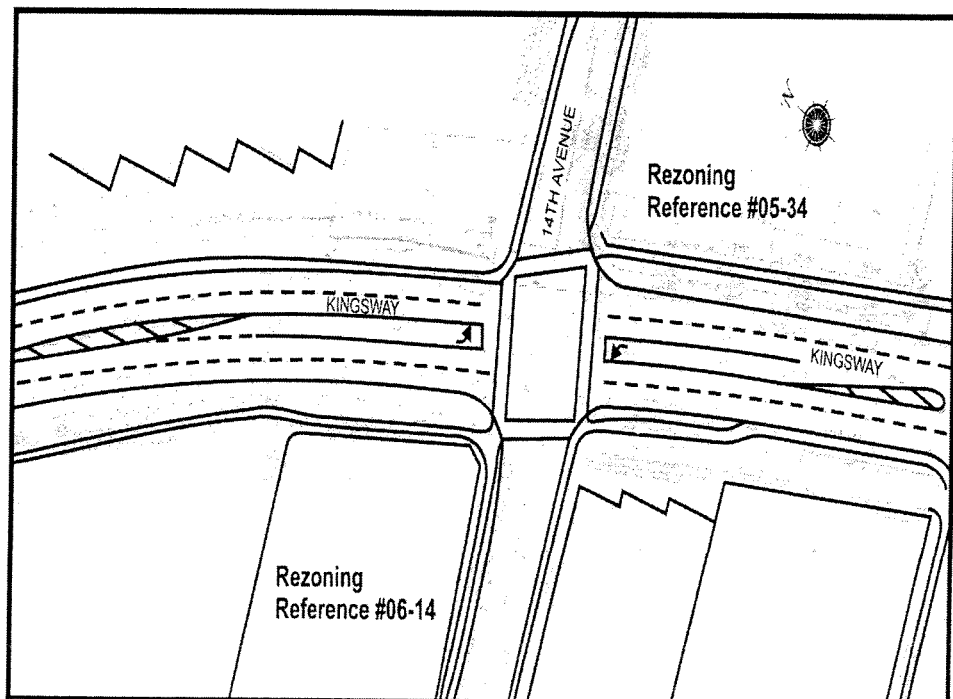 N
14TH AVENUE
Rezoning
Reference #05-34
KINGSWAY
KINGSWAY
Rezoning
Reference #06-14